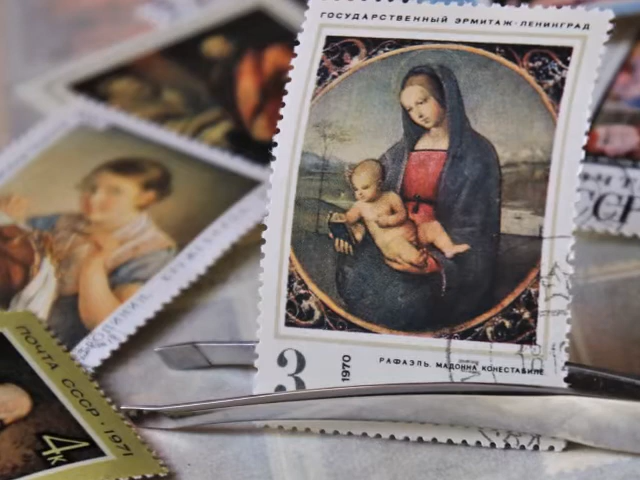 ГОСУДАРСТВЕННЫЙ ЭРМИТАЖ·ЛЕНИНГРАД
3
1970
РАФАЭЛЬ. МАДОННА КОНЕСТАБИЛЕ
ПОЧТА СССР·1971
4к